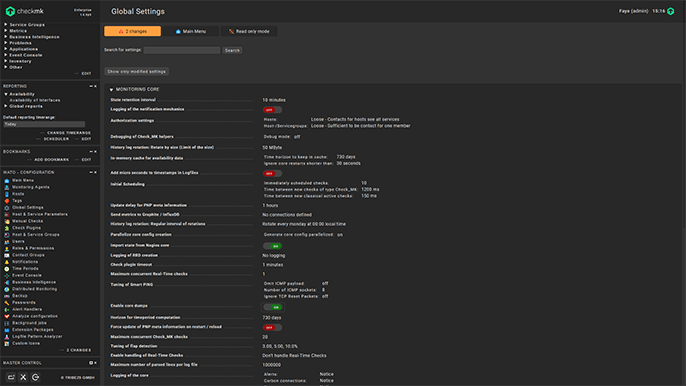 checkmk
Enterprise
1.6.0p5
Global Settings
Faye (admin) 15:16
Service Groups
Metrics
Business Intelligence
Problems
Applications
Event Console
Inventory
Other
EDIT
REPORTING
Availability
Availability of Interfaces
Global reports
Default reporting timerange:
Today
CHANGE TIMERANGE
SCHEDULER EDIT
BOOKMARKS
ADD BOOKMARK EDIT
WATO · CONFIGURATION
Main Menu
Monitoring Agents
Hosts
Tags
Global Settings
Host & Service Parameters
Manual Checks
Check Plugins
Host & Service Groups
Users
Roles & Permissions
Contact Groups
Notifications
Time Periods
Event Console
Business Intelligence
Distributed Monitoring
Backup
Passwords
Alert Handlers
Analyze configuration
Background jobs
Extension Packages
Logfile Pattern Analyzer
Custom Icons
2 CHANGES
MASTER CONTROL
© TRIBE29 GMBH
2 changes
Main Menu
Read only mode
Search for settings:
Search
Show only modified settings
MONITORING CORE
State retention interval 10 minutes
Logging of the notification mechanics OFF
Authorization settings Hosts: Loose - Contacts for hosts see all services
Host-/Servicegroups: Loose - Sufficient to be contact for one member
Debugging of Check_MK helpers Debug mode: off
History log rotation: Rotate by size (Limit of the size) 50 MByte
In-memory cache for availability data Time horizon to keep in cache: 730 days
Ignore core restarts shorter than: 30 seconds
Add micro seconds to timestamps in Logfiles OFF
Initial Scheduling Immediately scheduled checks: 10
Time between new checks of type Check_MK: 1200 ms
Time between new classical active checks: 150 ms
Update delay for PNP meta information 1 hours
Send metrics to Graphite / InfluxDB No connections defined
History log rotation: Regular interval of rotations Rotate every monday at 00:00 local time
Parallelize core config creation Generate core config parallelized: on
Import state from Nagios core ON
Logging of RRD creation No logging
Check plugin timeout 1 minutes
Maximum concurrent Real-Time checks 1
Tuning of Smart PING Omit ICMP payload: off
Number of ICMP sockets: 8
Ignore TCP Reset Packets: off
Enable core dumps ON
Horizon for timeperiod computation 730 days
Force update of PNP meta information on restart / reload OFF
Maximum concurrent Check_MK checks 20
Tuning of flap detection 3.00, 5.00, 10.0%
Enable handling of Real-Time Checks Don't handle Real-Time Checks
Maximum number of parsed lines per log file 1000000
Logging of the core Alerts: Notice
Carbon connections: Notice